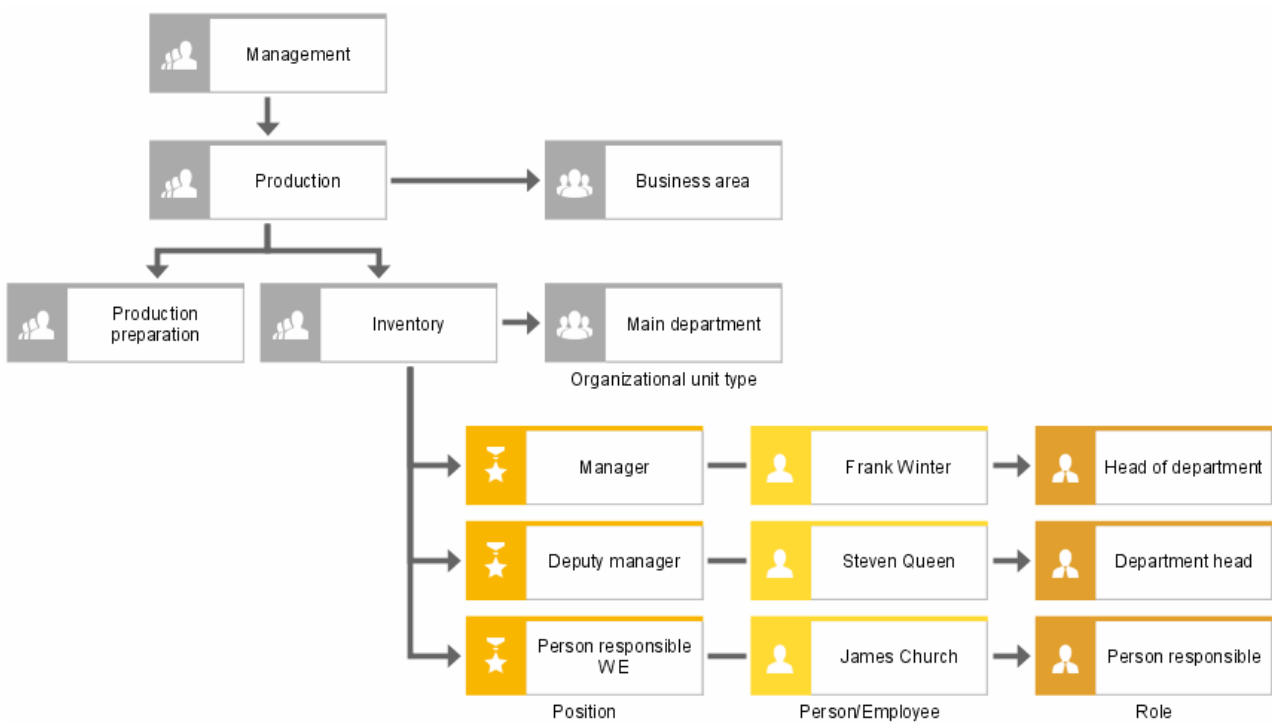 Management
Production
Business area
Production
preparation
Inventory
Main department
Organizational unit type
Manager
Frank Winter
Head of department
Deputy manager
Steven Queen
Department head
Person responsible
WE
James Church
Person responsible
Position
Person/Employee
Role